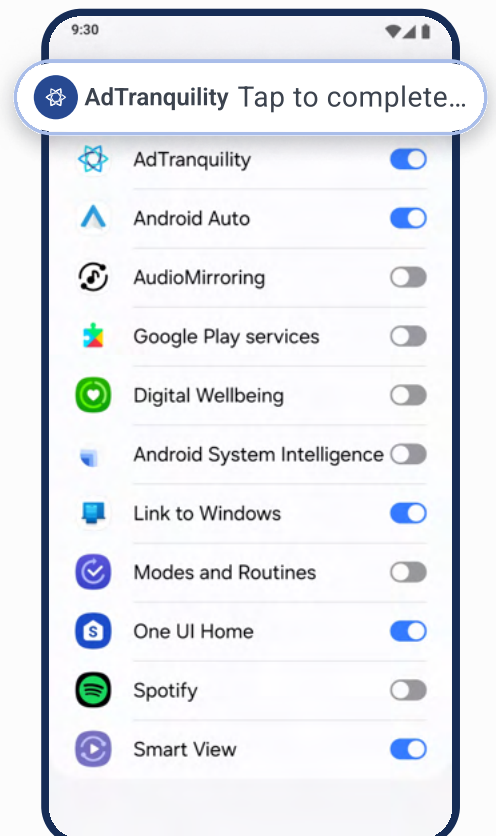 9:30
AdTranquility Tap to complete...
AdTranquility
Android Auto
AudioMirroring
Google Play services
Digital Wellbeing
Android System Intelligence
Link to Windows
Modes and Routines
One UI Home
S
Spotify
Smart View